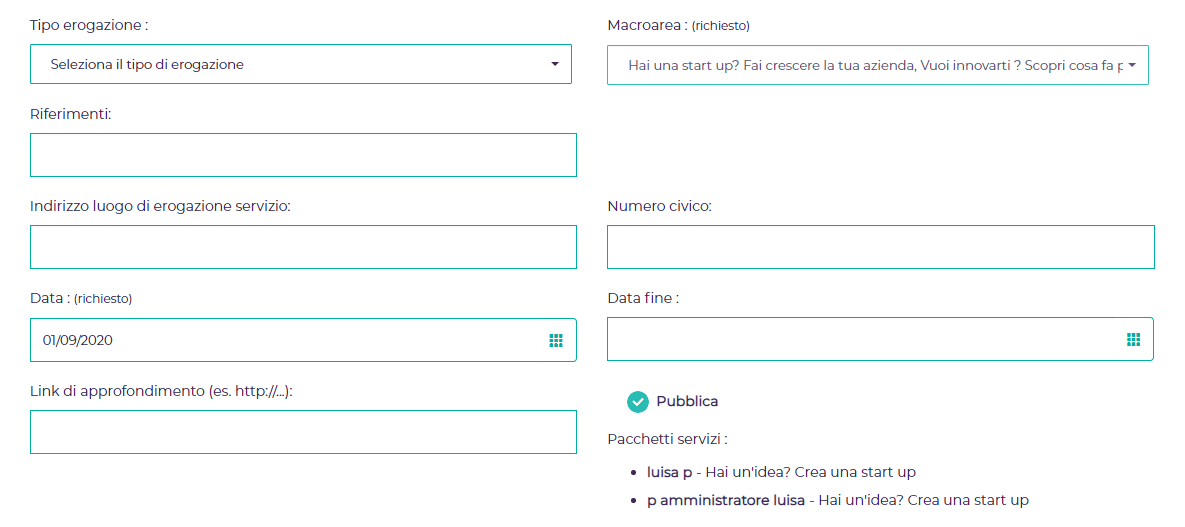 Tipo erogazione :
Macroarea : (richiesto)
Seleziona il tipo di erogazione
Hai una start up? Fai crescere la tua azienda, Vuoi innovarti ? Scopri cosa fa p
Riferimenti:
Indirizzo luogo di erogazione servizio:
Numero civico:
Data : (richiesto)
Data fine :
01/09/2020
Link di approfondimento (es. http://...):
Pubblica
Pacchetti servizi :
luisa p - Hai un'idea? Crea una start up
p amministratore luisa - Hai un'idea? Crea una start up